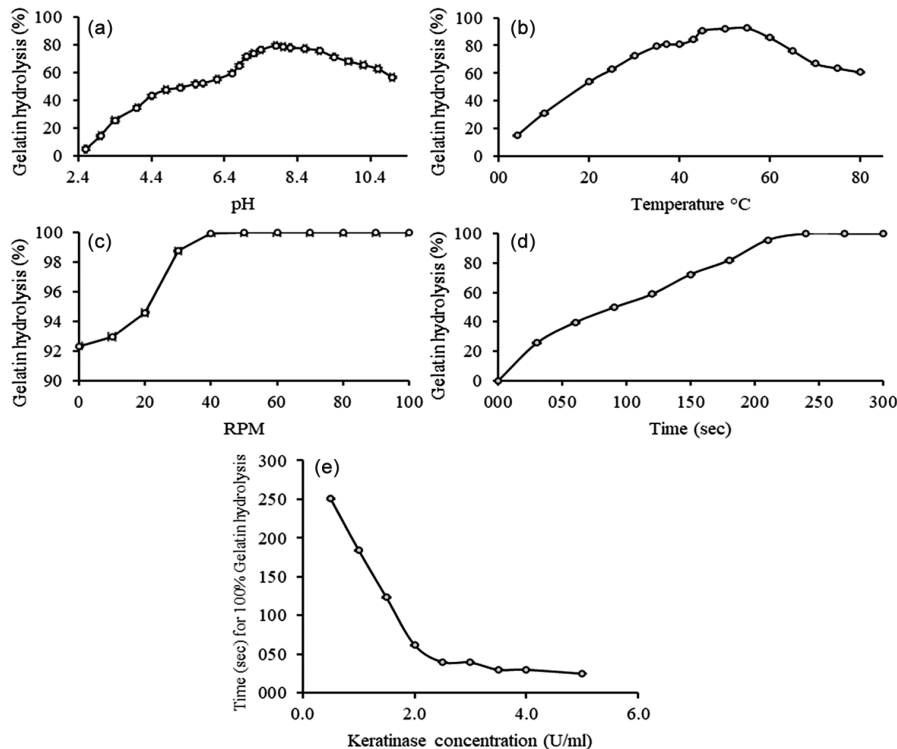 (a)
Gelatin hydrolysis (%)
100
80
60
40
20
0
2.4 4.4 6.4 8.4 10.4
pH
(b)
Gelatin hydrolysis (%)
100
80
60
40
20
0
00 20 40 60 80
Temperature °C
(c)
Gelatin hydrolysis (%)
100
98
96
94
92
90
0 20 40 60 80 100
RPM
(d)
Gelatin hydrolysis (%)
100
80
60
40
20
0
000 050 100 150 200 250 300
Time (sec)
(e)
Time (sec) for 100% Gelatin hydrolysis
300
250
200
150
100
050
000
0.0 2.0 4.0 6.0
Keratinase concentration (U/ml)